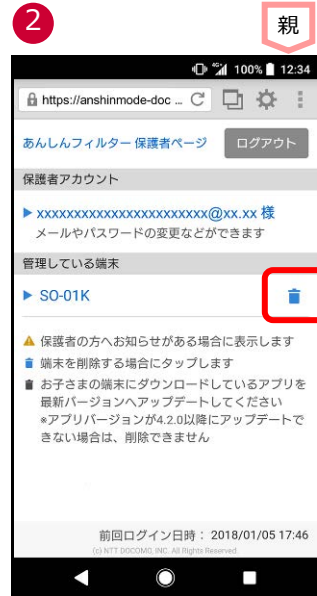 2
親
4G 100% 12:34
https://anshinmode-doc ...
あんしんフィルター 保護者ページ ログアウト
保護者アカウント
▶ xxxxxxxxxxxxxxxxxxxxxxxx@xx.xx 様
メールやパスワードの変更などができます
管理している端末
▶ SO-01K
保護者の方へお知らせがある場合に表示します
端末を削除する場合にタップします
お子さまの端末にダウンロードしているアプリを
最新バージョンへアップデートしてください
※アプリバージョンが4.2.0以降にアップデートで
きない場合は、削除できません
前回ログイン日時： 2018/01/05 17:46
(c) NTT DOCOMO, INC. All Rights Reserved.